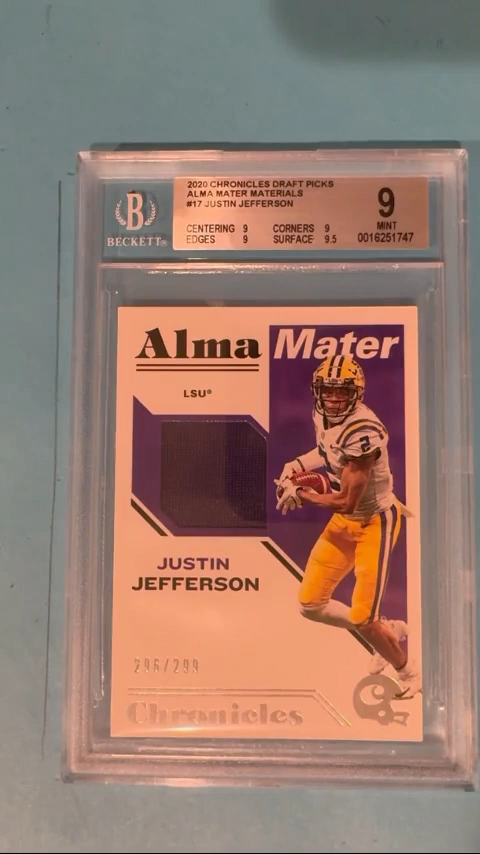 2020 CHRONICLES DRAFT PICKS
ALMA MATER MATERIALS
#17 JUSTIN JEFFERSON
CENTERING 9 CORNERS 9
EDGES 9 SURFACE 9.5
9
MINT
0016251747
B
BECKETT®
Alma Mater
LSU®
2
JUSTIN
JEFFERSON
296/299
Chronicles